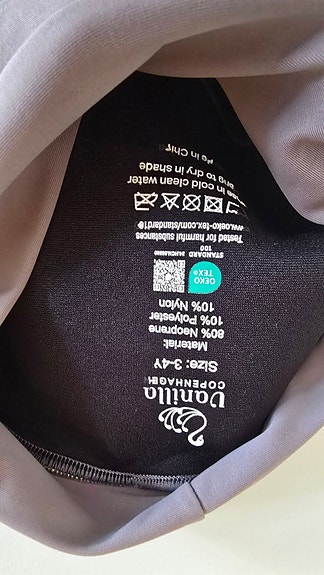 Vanilla
COPENHAGEN
Size: 3-4Y
Material:
80% Neoprene
10% Polyester
10% Nylon
OEKO
TEX®
STANDARD
100
Tested for harmful substances
www.oeko-tex.com/standard100
in cold clean water
to dry in shade
in